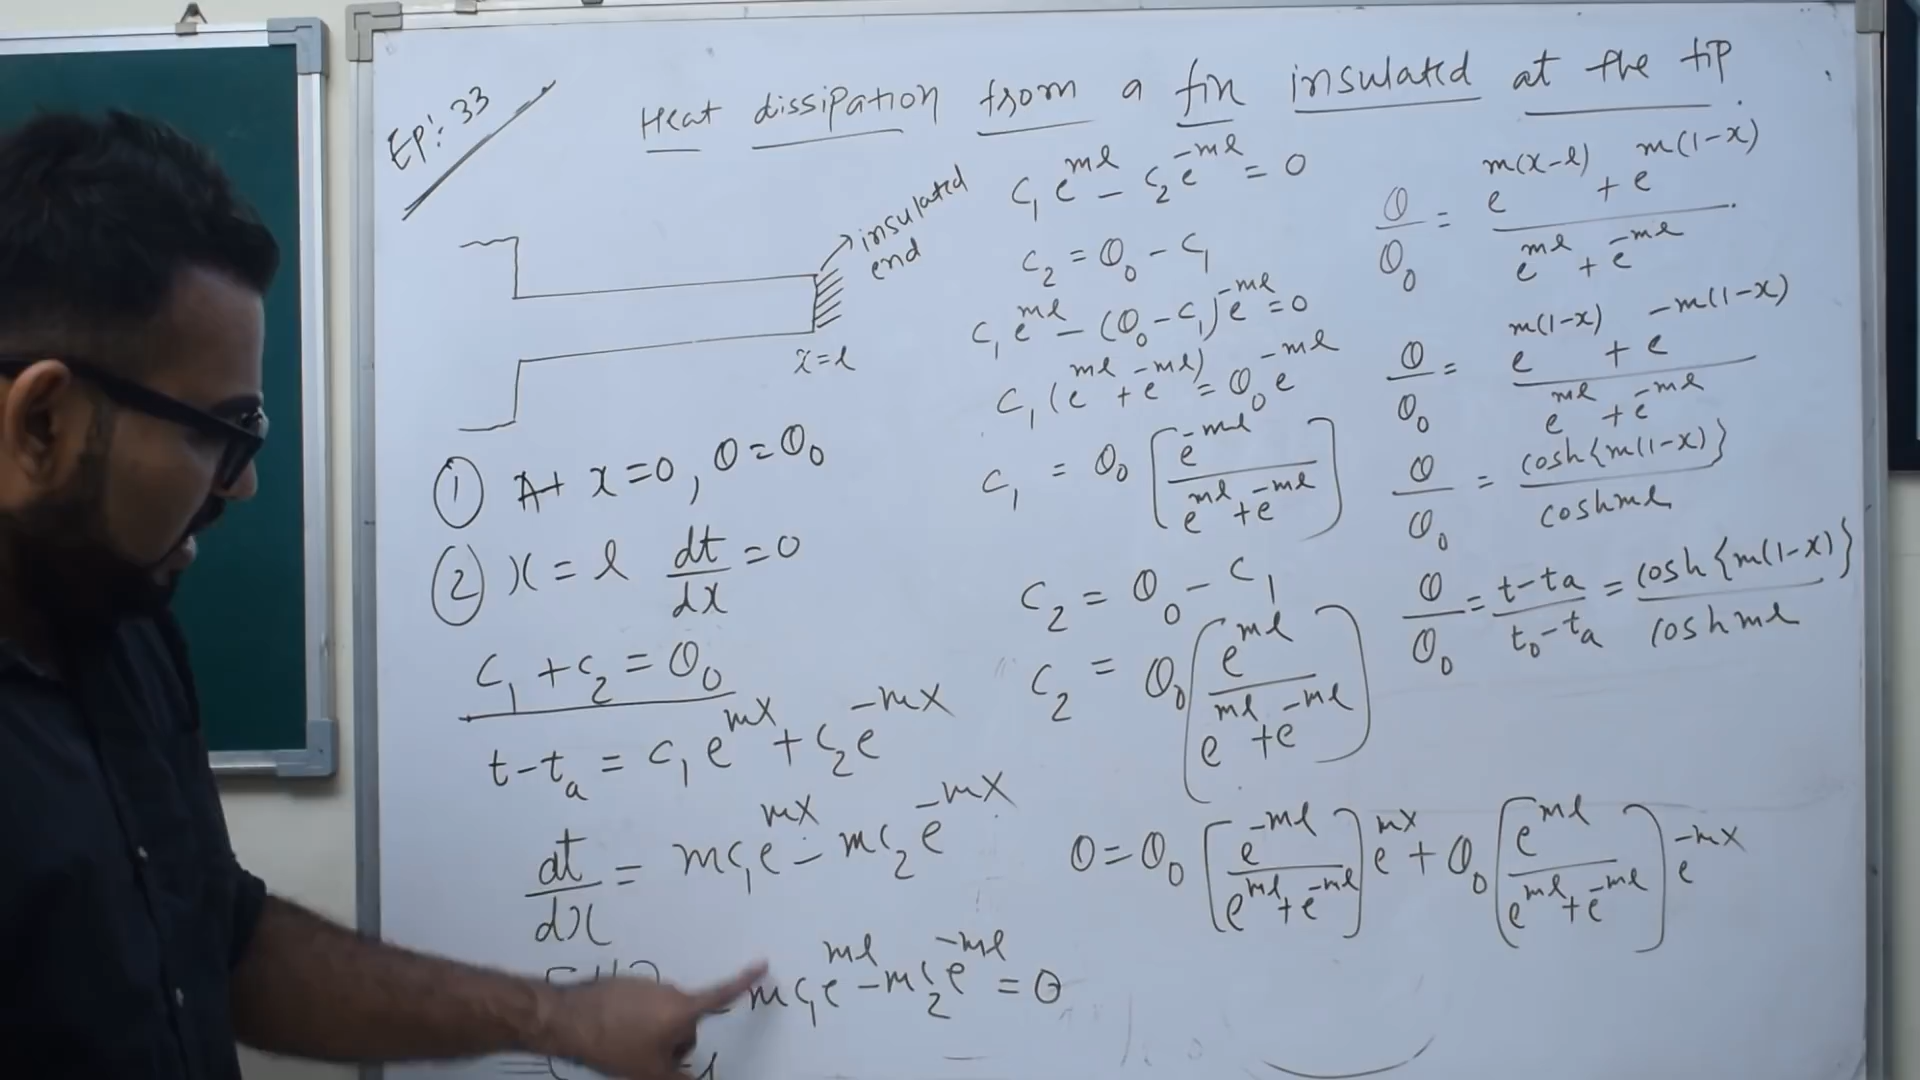 Ep:- 33
Heat dissipation from a fin insulated at the tip.
insulated
end
x=l
① At x=0, θ=θ₀
② x=l dt/dx=0
c₁+c₂=θ₀
t-tₐ = c₁e^mx + c₂e^-mx
dt/dx = mc₁e^mx - mc₂e^-mx
mc₁e^ml - mc₂e^-ml = 0
c₁e^ml - c₂e^-ml = 0
c₂ = θ₀ - c₁
c₁e^ml - (θ₀-c₁)e^-ml = 0
c₁(e^ml + e^-ml) = θ₀e^-ml
c₁ = θ₀[e^-ml/(e^ml+e^-ml)]
c₂ = θ₀ - c₁
c₂ = θ₀[e^ml/(e^ml+e^-ml)]
θ=θ₀[e^-ml/(e^ml+e^-ml)]e^mx + θ₀[e^ml/(e^ml+e^-ml)]e^-mx
θ/θ₀ = (e^m(x-l) + e^m(l-x))/(e^ml + e^-ml)
θ/θ₀ = (e^m(l-x) + e^-m(l-x))/(e^ml + e^-ml)
θ/θ₀ = cosh{m(l-x)}/coshml
θ/θ₀ = t-tₐ/t₀-tₐ = cosh{m(l-x)}/coshml